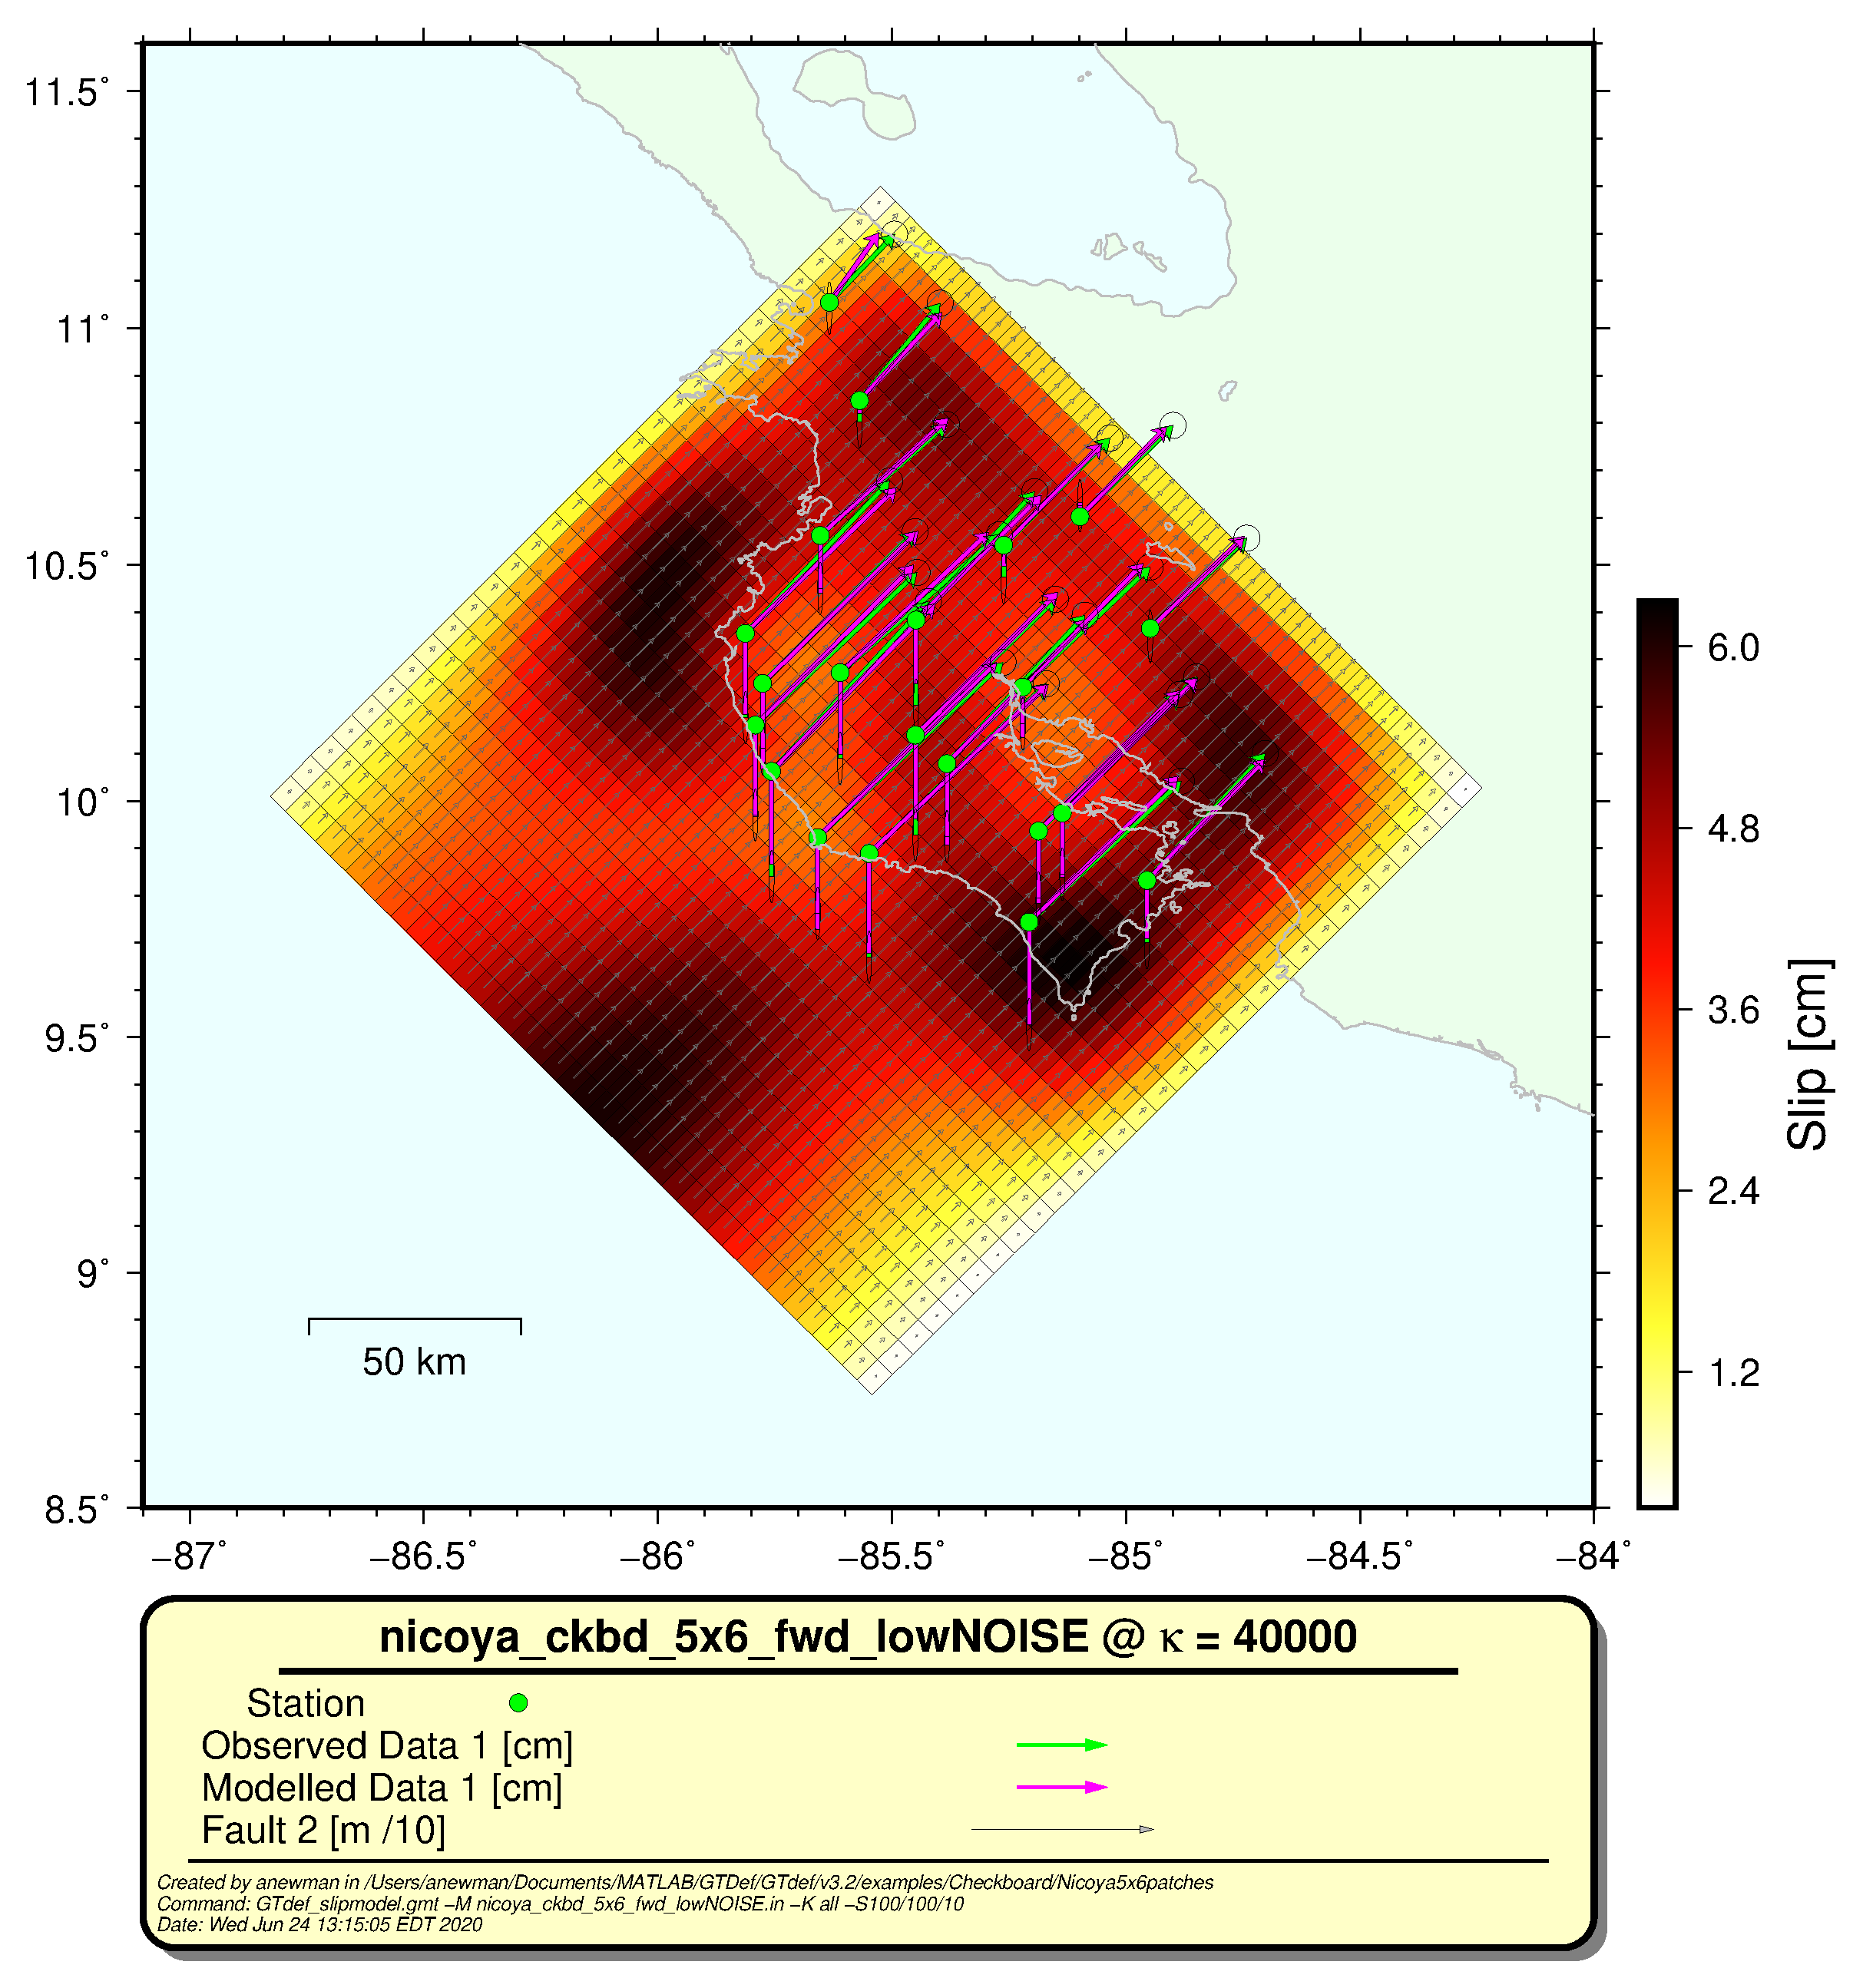 11.5°
11°
10.5°
10°
9.5°
9°
8.5°
−87°
−86.5°
−86°
−85.5°
−85°
−84.5°
−84°
50 km
6.0
4.8
3.6
2.4
1.2
Slip [cm]
nicoya_ckbd_5x6_fwd_lowNOISE @ κ = 40000
Station
Observed Data 1 [cm]
Modelled Data 1 [cm]
Fault 2 [m /10]
Created by anewman in /Users/anewman/Documents/MATLAB/GTDef/GTdef/v3.2/examples/Checkboard/Nicoya5x6patches
Command: GTdef_slipmodel.gmt −M nicoya_ckbd_5x6_fwd_lowNOISE.in −K all −S100/100/10
Date: Wed Jun 24 13:15:05 EDT 2020